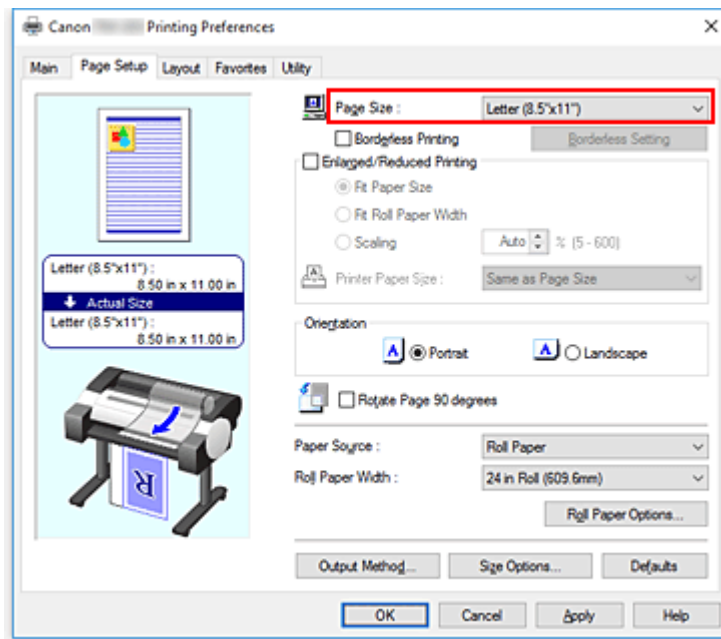 Canon Printing Preferences
Main Page Setup Layout Favorites Utility
Page Size : Letter (8.5"x11")
Borderless Printing Borderless Setting
Enlarged/Reduced Printing
Fit Paper Size
Fit Roll Paper Width
Scaling Auto % (5 - 600)
Printer Paper Size : Same as Page Size
Letter (8.5"x11") :
8.50 in x 11.00 in
Actual Size
Letter (8.5"x11") :
8.50 in x 11.00 in
Orientation
A Portrait A Landscape
Rotate Page 90 degrees
R
Paper Source : Roll Paper
Roll Paper Width : 24 in Roll (609.6mm)
Roll Paper Options...
Output Method... Size Options... Defaults
OK Cancel Apply Help